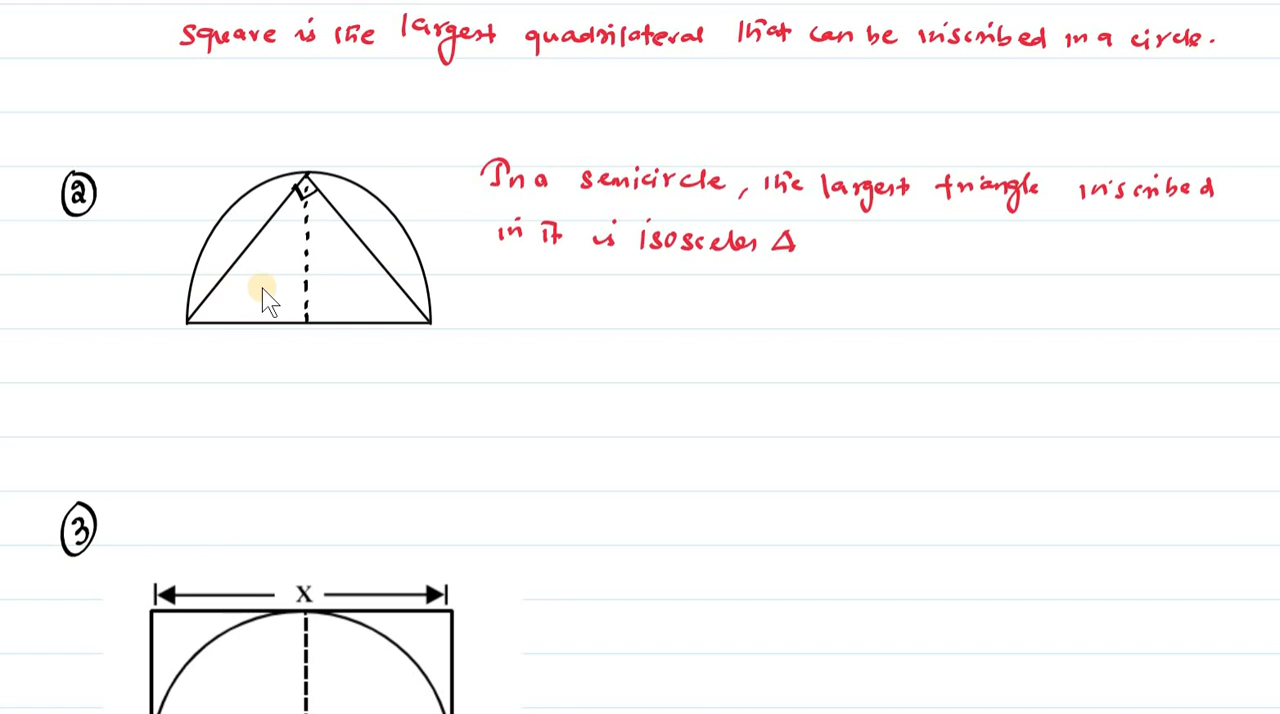 Square is the largest quadrilateral that can be inscribed in a circle.
② In a semicircle, the largest triangle inscribed
in it is isosceles Δ
③
X